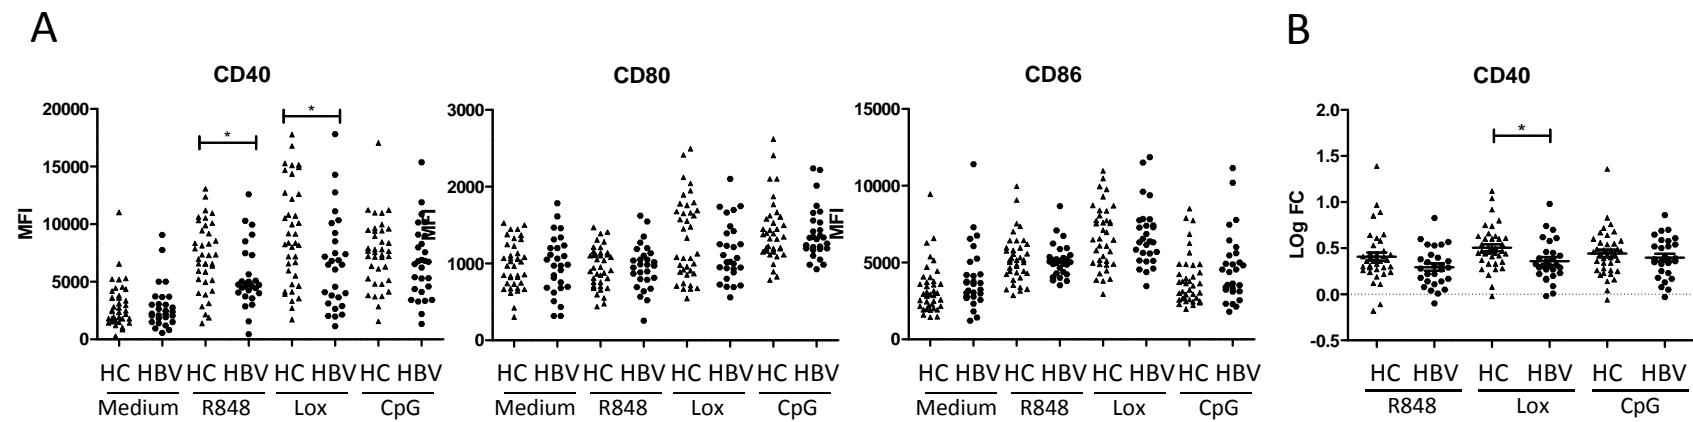 A
B
CD40
CD80
CD86
CD40
MFI
20000
15000
10000
5000
0
*
*
HC HBV HC HBV HC HBV HC HBV
Medium R848 Lox CpG
MFI
3000
2000
1000
0
HC HBV HC HBV HC HBV HC HBV
Medium R848 Lox CpG
MFI
15000
10000
5000
0
HC HBV HC HBV HC HBV HC HBV
Medium R848 Lox CpG
LOg FC
2.0
1.5
1.0
0.5
0.0
-0.5
*
HC HBV HC HBV HC HBV
R848 Lox CpG